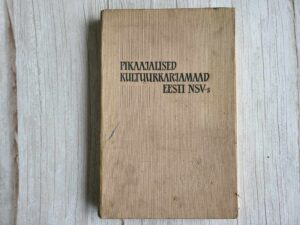 PIKAAJALISED
KULTUURKARJAMAAD
EESTI NSV-s